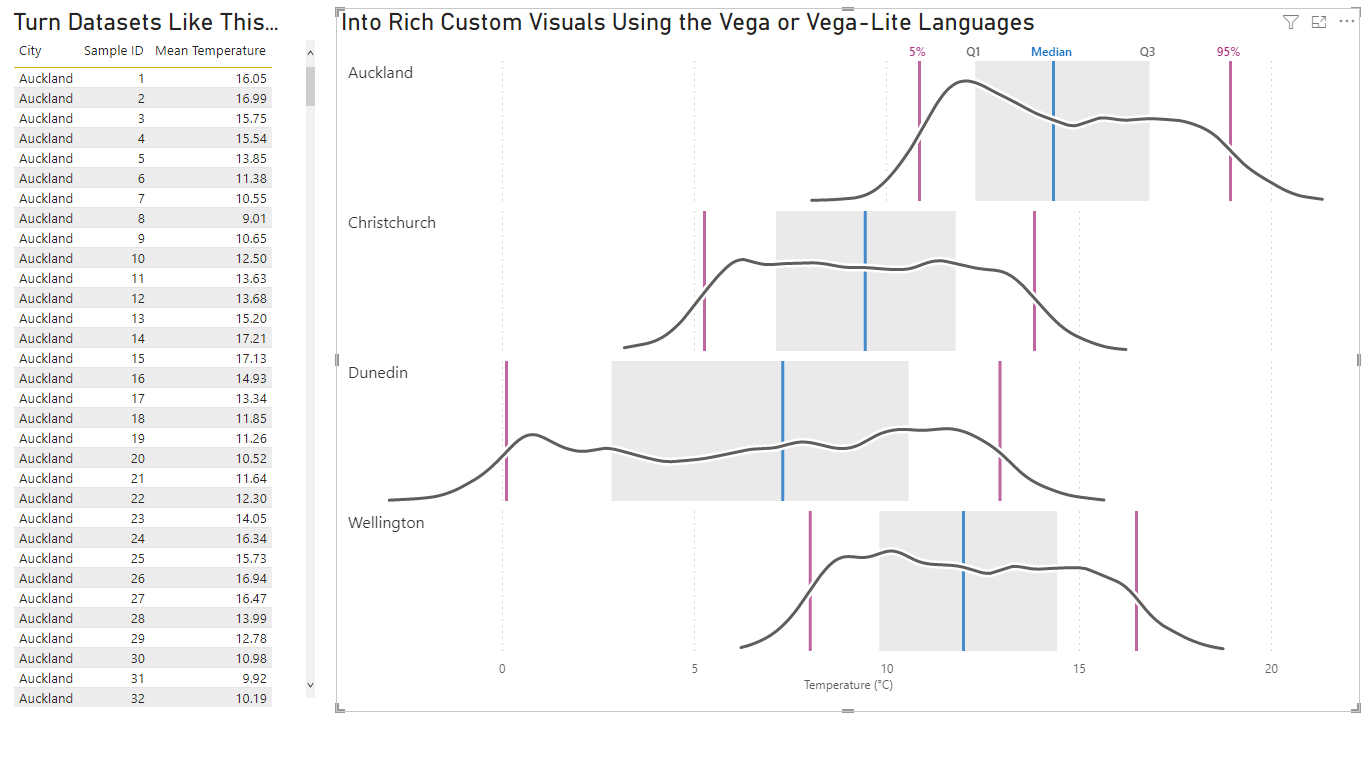 Turn Datasets Like This...
City Sample ID Mean Temperature
Auckland 1 16.05
Auckland 2 16.99
Auckland 3 15.75
Auckland 4 15.54
Auckland 5 13.85
Auckland 6 11.38
Auckland 7 10.55
Auckland 8 9.01
Auckland 9 10.65
Auckland 10 12.50
Auckland 11 13.63
Auckland 12 13.68
Auckland 13 15.20
Auckland 14 17.21
Auckland 15 17.13
Auckland 16 14.93
Auckland 17 13.34
Auckland 18 11.85
Auckland 19 11.26
Auckland 20 10.52
Auckland 21 11.64
Auckland 22 12.30
Auckland 23 14.05
Auckland 24 16.34
Auckland 25 15.73
Auckland 26 16.94
Auckland 27 16.47
Auckland 28 13.99
Auckland 29 12.78
Auckland 30 10.98
Auckland 31 9.92
Auckland 32 10.19
Into Rich Custom Visuals Using the Vega or Vega-Lite Languages
5% Q1 Median Q3 95%
Auckland
Christchurch
Dunedin
Wellington
0 5 10 15 20
Temperature (°C)